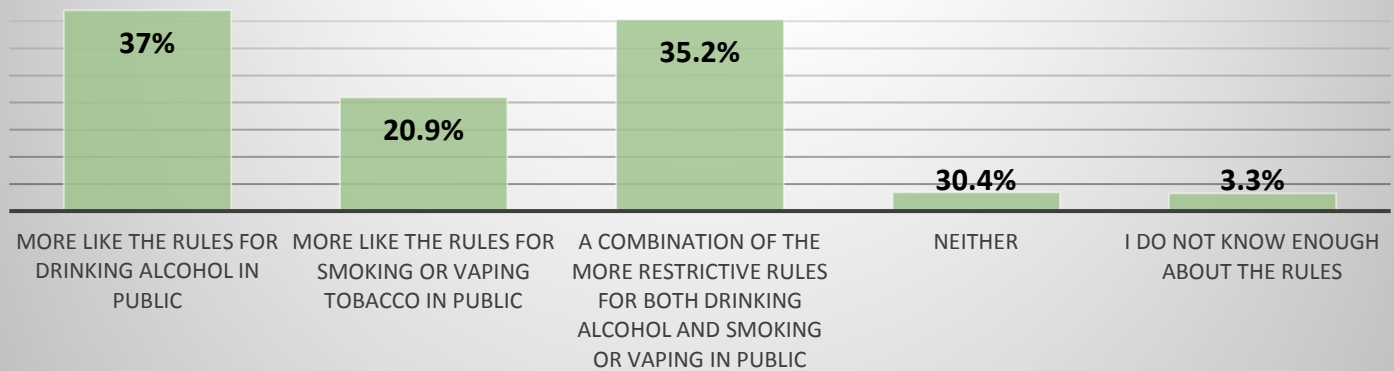 37%
20.9%
35.2%
30.4%
3.3%
MORE LIKE THE RULES FOR
DRINKING ALCOHOL IN
PUBLIC
MORE LIKE THE RULES FOR
SMOKING OR VAPING
TOBACCO IN PUBLIC
A COMBINATION OF THE
MORE RESTRICTIVE RULES
FOR BOTH DRINKING
ALCOHOL AND SMOKING
OR VAPING IN PUBLIC
NEITHER
I DO NOT KNOW ENOUGH
ABOUT THE RULES